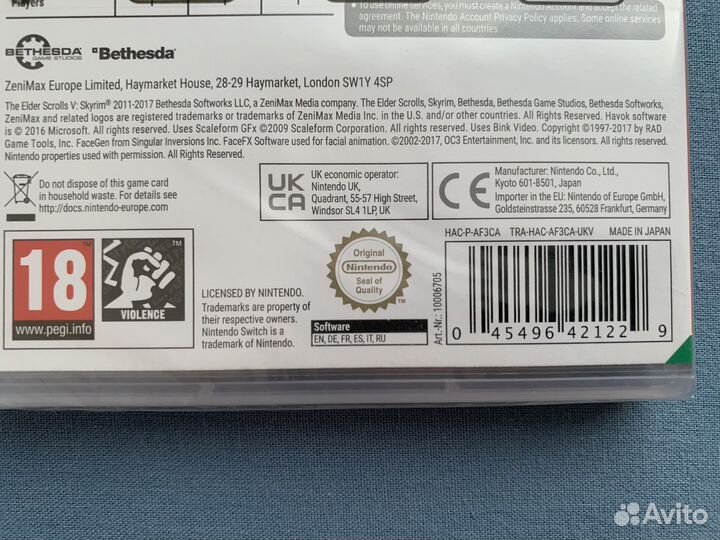 Players
To use online services, you must create a Nintendo Account and accept the related
agreement. The Nintendo Account Privacy Policy applies. Some online services
may not be available in all countries.
BETHESDA
GAME STUDIOS
Bethesda
ZeniMax Europe Limited, Haymarket House, 28-29 Haymarket, London SW1Y 4SP
The Elder Scrolls V: Skyrim® 2011-2017 Bethesda Softworks LLC, a ZeniMax Media company. The Elder Scrolls, Skyrim, Bethesda, Bethesda Game Studios, Bethesda Softworks,
ZeniMax and related logos are registered trademarks or trademarks of ZeniMax Media Inc. in the U.S. and/or other countries. All Rights Reserved. Havok software
is © 2016 Microsoft. All rights reserved. Uses Scaleform GFx ©2009 Scaleform Corporation. All rights reserved. Uses Bink Video. Copyright ©1997-2017 by RAD
Game Tools, Inc. FaceGen from Singular Inversions Inc. FaceFX Software used for facial animation. ©2002-2017, OC3 Entertainment, Inc. and its licensors. All rights reserved.
Nintendo properties used with permission. All Rights Reserved.
Do not dispose of this game card
in household waste. For details see
http://docs.nintendo-europe.com
UK
CA
UK economic operator:
Nintendo UK,
Quadrant, 55-57 High Street,
Windsor SL4 1LP, UK
CE
Manufacturer: Nintendo Co., Ltd.,
Kyoto 601-8501, Japan
Importer in the EU: Nintendo of Europe GmbH,
Goldsteinstrasse 235, 60528 Frankfurt, Germany
HAC-P-AF3CA TRA-HAC-AF3CA-UKV MADE IN JAPAN
18
www.pegi.info
VIOLENCE
LICENSED BY NINTENDO.
Trademarks are property of
their respective owners.
Nintendo Switch is a
trademark of Nintendo.
Original
Nintendo
Seal of
Quality
Software
EN, DE, FR, ES, IT, RU
Art.-Nr.: 10006705
0 45496 42122 9
Avito